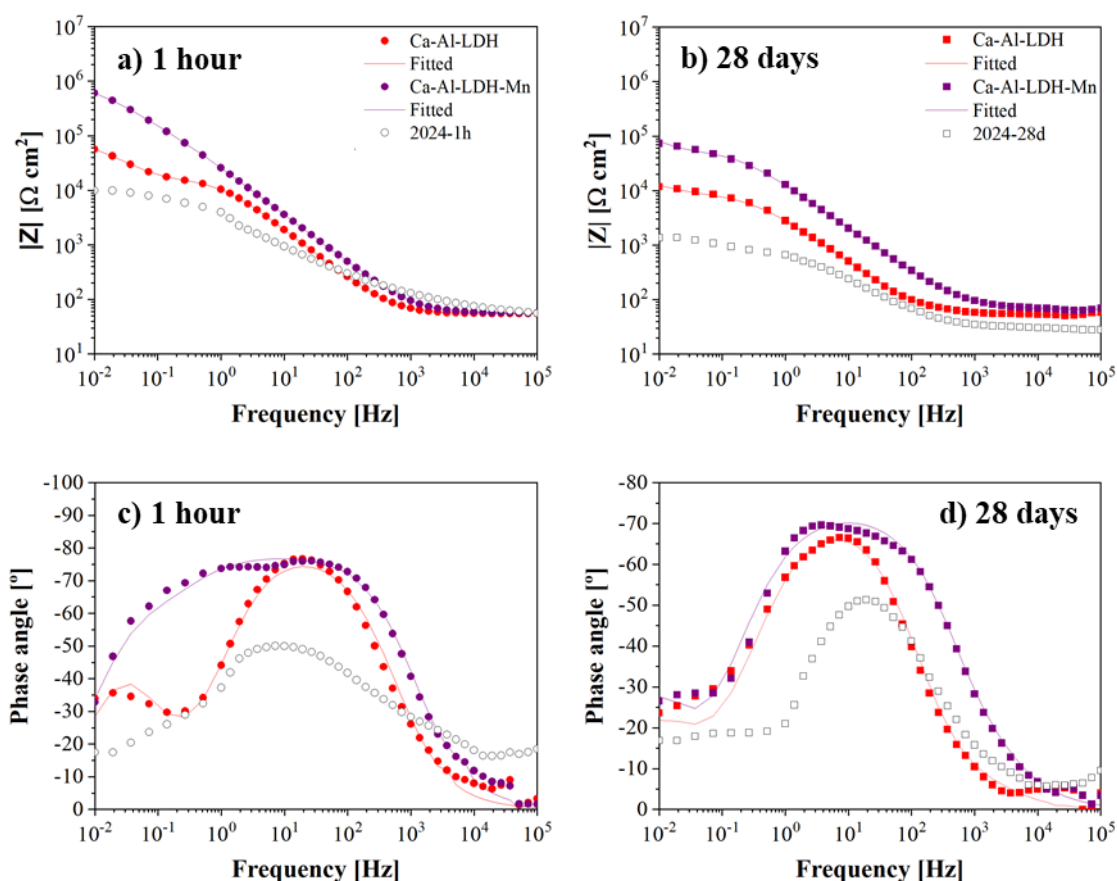 a) 1 hour
Ca-Al-LDH
Fitted
Ca-Al-LDH-Mn
Fitted
2024-1h
|Z| [Ω cm²]
10⁷
10⁶
10⁵
10⁴
10³
10²
10¹
10⁻² 10⁻¹ 10⁰ 10¹ 10² 10³ 10⁴ 10⁵
Frequency [Hz]
b) 28 days
Ca-Al-LDH
Fitted
Ca-Al-LDH-Mn
Fitted
2024-28d
|Z| [Ω cm²]
10⁷
10⁶
10⁵
10⁴
10³
10²
10¹
10⁻² 10⁻¹ 10⁰ 10¹ 10² 10³ 10⁴ 10⁵
Frequency [Hz]
c) 1 hour
Phase angle [º]
-100
-90
-80
-70
-60
-50
-40
-30
-20
-10
0
10⁻² 10⁻¹ 10⁰ 10¹ 10² 10³ 10⁴ 10⁵
Frequency [Hz]
d) 28 days
Phase angle [º]
-80
-70
-60
-50
-40
-30
-20
-10
0
10⁻² 10⁻¹ 10⁰ 10¹ 10² 10³ 10⁴ 10⁵
Frequency [Hz]